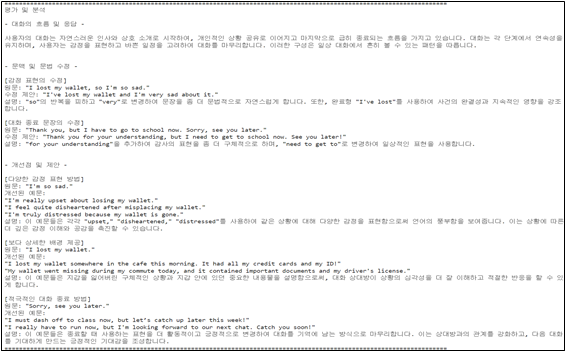 평가 및 분석
- 대화의 흐름 및 응답 -
사용자의 대화는 자연스러운 인사와 상호 소개로 시작하여, 개인적인 상황 공유로 이어지고 마지막으로 급히 종료되는 흐름을 가지고 있습니다. 대화는 각 단계에서 연속성을
유지하며, 사용자는 감정을 표현하고 바쁜 일정을 고려하여 대화를 마무리합니다. 이러한 구성은 일상 대화에서 흔히 볼 수 있는 패턴을 따릅니다.
- 문맥 및 문법 수정 -
[감정 표현의 수정]
원문: "I lost my wallet, so I'm so sad."
수정 제안: "I've lost my wallet and I'm very sad about it."
설명: "so"의 반복을 피하고 "very"로 변경하여 문장을 좀 더 문법적으로 자연스럽게 합니다. 또한, 완료형 "I've lost"를 사용하여 사건의 완결성과 지속적인 영향을 강조
합니다.
[대화 종료 문장의 수정]
원문: "Thank you, but I have to go to school now. Sorry, see you later."
수정 제안: "Thank you for your understanding, but I need to get to school now. See you later!"
설명: "for your understanding"을 추가하여 감사의 표현을 좀 더 구체적으로 하며, "need to get to"로 변경하여 일상적인 표현을 사용합니다.
- 개선점 및 제안 -
[다양한 감정 표현 방법]
원문: "I'm so sad."
개선된 예문:
"I'm really upset about losing my wallet."
"I feel quite disheartened after misplacing my wallet."
"I'm truly distressed because my wallet is gone."
설명: 이 예문들은 각각 "upset," "disheartened," "distressed"를 사용하여 같은 상황에 대해 다양한 감정을 표현함으로써 언어의 풍부함을 보여줍니다. 이는 상황에 따른
더 깊은 감정 이해와 공감을 촉진할 수 있습니다.
[보다 상세한 배경 제공]
원문: "I lost my wallet."
개선된 예문:
"I lost my wallet somewhere in the cafe this morning. It had all my credit cards and my ID!"
"My wallet went missing during my commute today, and it contained important documents and my driver's license."
설명: 이 예문들은 지갑을 잃어버린 구체적인 상황과 지갑 안에 있던 중요한 내용물을 설명함으로써, 대화 상대방이 상황의 심각성을 더 잘 이해하고 적절한 반응을 할 수 있
게 합니다.
[적극적인 대화 종료 방법]
원문: "Sorry, see you later."
개선된 예문:
"I must dash off to class now, but let's catch up later this week!"
"I really have to run now, but I'm looking forward to our next chat. Catch you soon!"
설명: 이 예문들은 종료할 때 사용하는 표현을 더 활동적이고 긍정적으로 변경하여 대화를 기억에 남는 방식으로 마무리합니다. 이는 상대방과의 관계를 강화하고, 다음 대화
를 기대하게 만드는 긍정적인 기대감을 조성합니다.